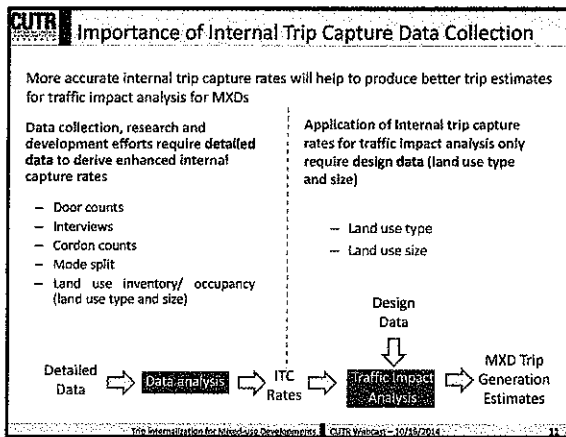 CUTR
Importance of Internal Trip Capture Data Collection
More accurate internal trip capture rates will help to produce better trip estimates
for traffic impact analysis for MXDs
Data collection, research and
development efforts require detailed
data to derive enhanced internal
capture rates
– Door counts
– Interviews
– Cordon counts
– Mode split
– Land use inventory/ occupancy
(land use type and size)
Application of internal trip capture
rates for traffic impact analysis only
require design data (land use type
and size)
– Land use type
– Land use size
Design
Data
Detailed
Data
Data analysis
ITC
Rates
Traffic Impact
Analysis
MXD Trip
Generation
Estimates
Trip Internalization for Mixed-use Developments
CUTR Webcast – 10/16/2014
11